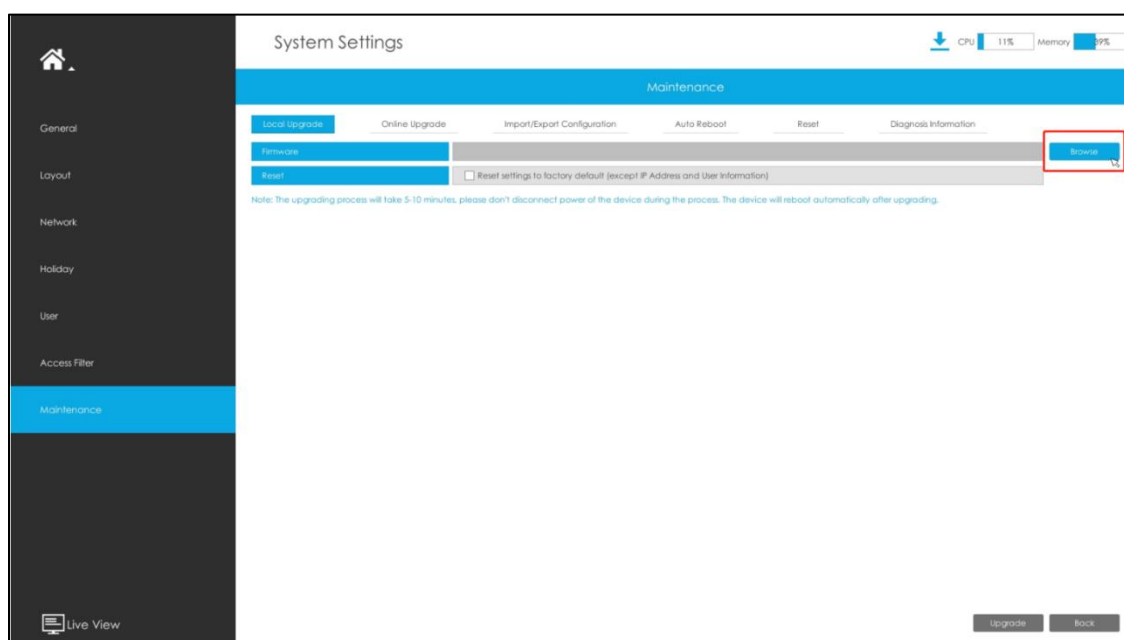 System Settings
CPU 11% Memory 39%
Maintenance
General
Layout
Network
Holiday
User
Access Filter
Maintenance
Live View
Local Upgrade Online Upgrade Import/Export Configuration Auto Reboot Reset Diagnosis Information
Firmware Browse
Reset Reset settings to factory default (except IP Address and User Information)
Note: The upgrading process will take 5-10 minutes, please don't disconnect power of the device during the process. The device will reboot automatically after upgrading.
Upgrade Back